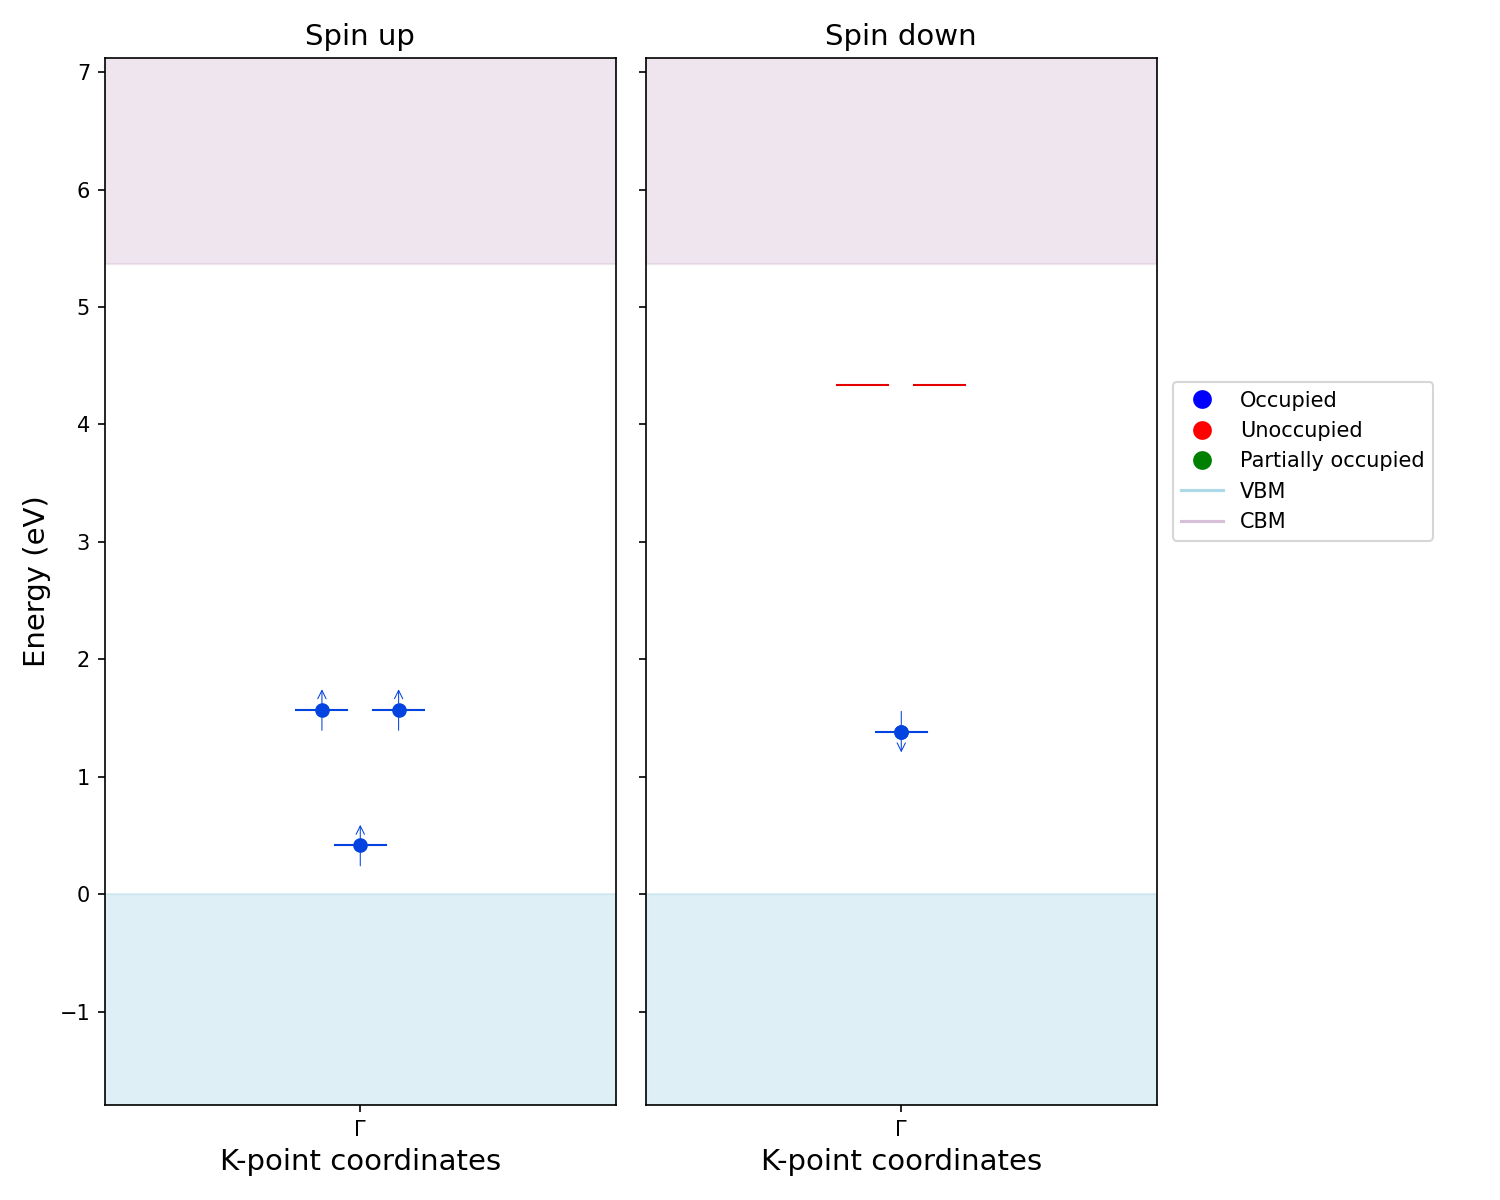 Spin up
Spin down
7
6
5
4
3
2
1
0
−1
Energy (eV)
Γ
Γ
K-point coordinates
K-point coordinates
Occupied
Unoccupied
Partially occupied
VBM
CBM